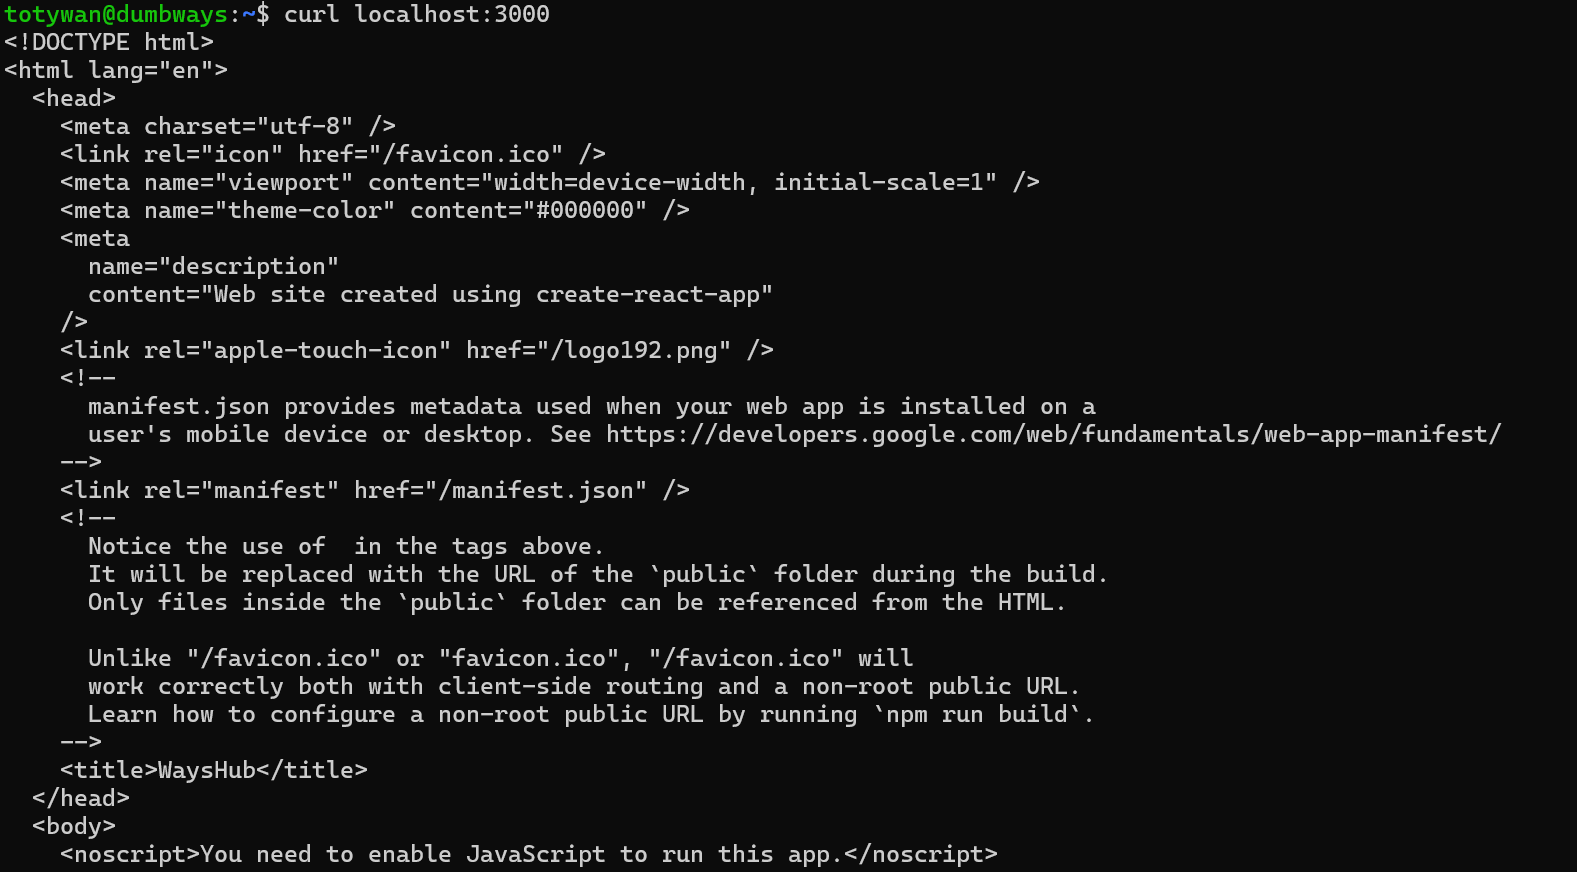 totywan@dumbways:~$ curl localhost:3000
<!DOCTYPE html>
<html lang="en">
  <head>
    <meta charset="utf-8" />
    <link rel="icon" href="/favicon.ico" />
    <meta name="viewport" content="width=device-width, initial-scale=1" />
    <meta name="theme-color" content="#000000" />
    <meta
      name="description"
      content="Web site created using create-react-app"
    />
    <link rel="apple-touch-icon" href="/logo192.png" />
    <!--
      manifest.json provides metadata used when your web app is installed on a
      user's mobile device or desktop. See https://developers.google.com/web/fundamentals/web-app-manifest/
    -->
    <link rel="manifest" href="/manifest.json" />
    <!--
      Notice the use of  in the tags above.
      It will be replaced with the URL of the `public` folder during the build.
      Only files inside the `public` folder can be referenced from the HTML.

      Unlike "/favicon.ico" or "favicon.ico", "/favicon.ico" will
      work correctly both with client-side routing and a non-root public URL.
      Learn how to configure a non-root public URL by running `npm run build`.
    -->
    <title>WaysHub</title>
  </head>
  <body>
    <noscript>You need to enable JavaScript to run this app.</noscript>